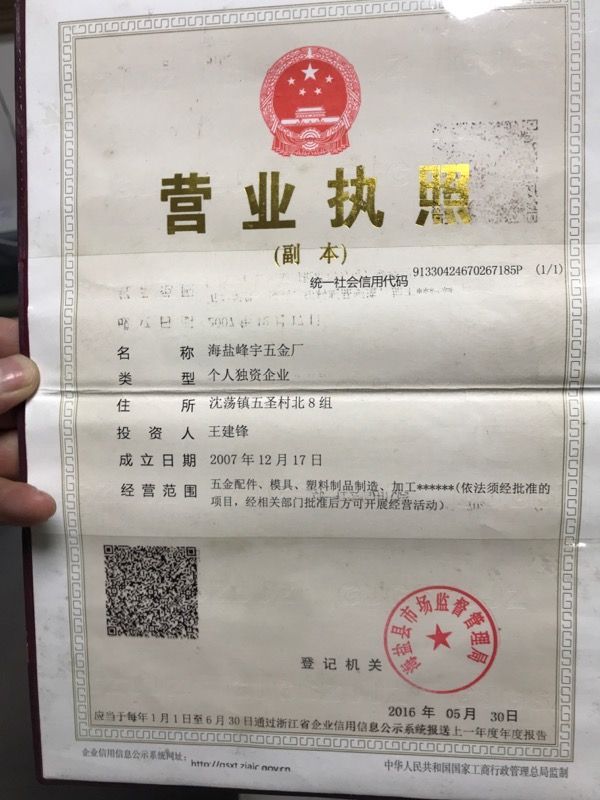 营业执照
(副 本)
统一社会信用代码 91330424670267185P (1/1)
名 称 海盐峰宇五金厂
类 型 个人独资企业
住 所 沈荡镇五圣村北8组
投 资 人 王建锋
成立日期 2007年12月17日
经营范围 五金配件、模具、塑料制品制造、加工******(依法须经批准的
项目，经相关部门批准后方可开展经营活动)
海盐县市场监督管理局
登记机关
2016 年 05 月 30日
应当于每年1月1日至6月30日通过浙江省企业信用信息公示系统报送上一年度年度报告
企业信用信息公示系统网址: http://gsxt.zjaic.gov.cn
中华人民共和国国家工商行政管理总局监制